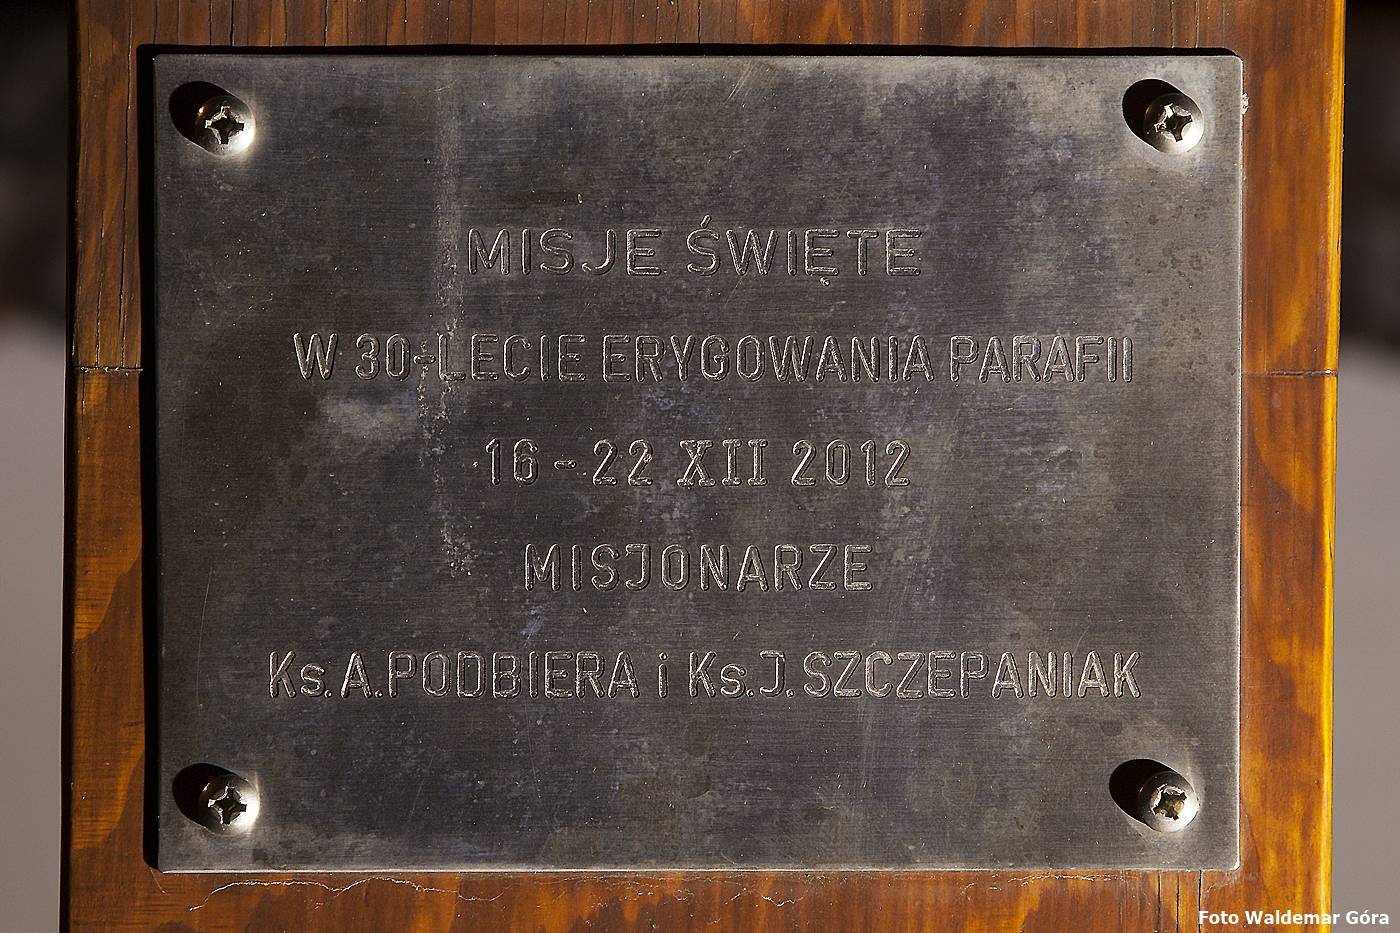 MISJE ŚWIĘTE
W 30-LECIE ERYGOWANIA PARAFII
16 - 22 XII 2012
MISJONARZE
Ks. A. PODBIERA i Ks. J. SZCZEPANIAK
Foto Waldemar Góra